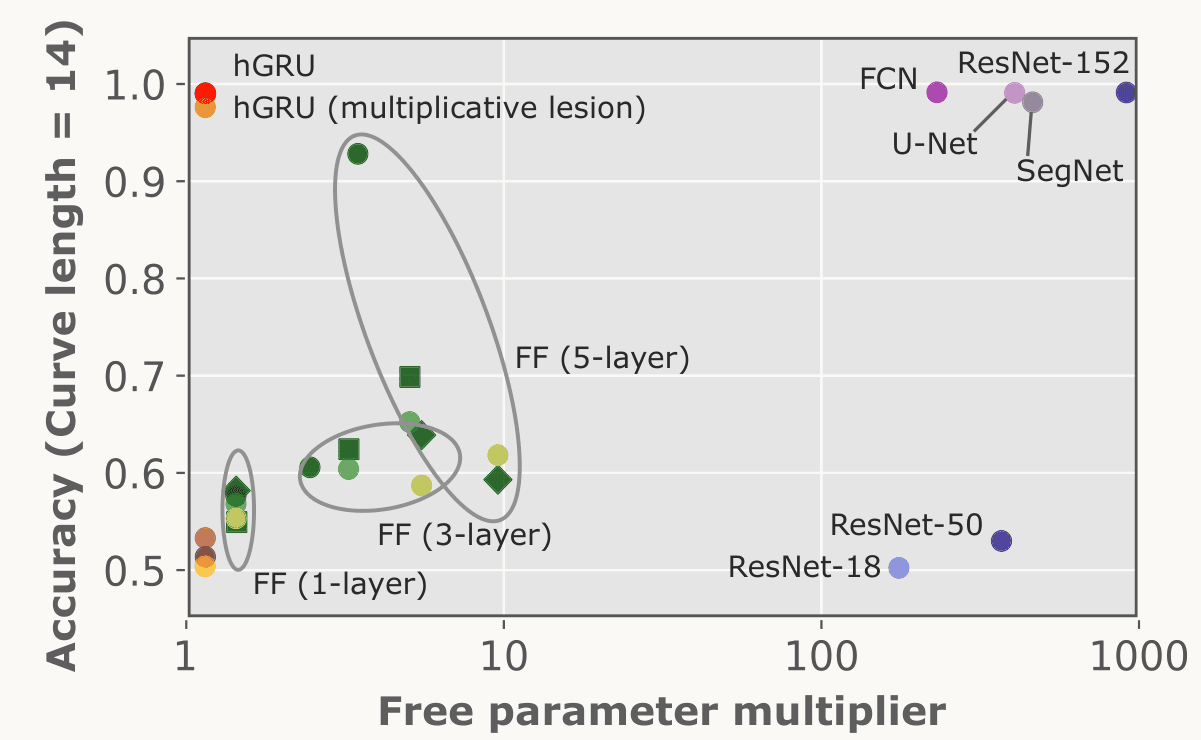 Accuracy (Curve length = 14)
1.0
0.9
0.8
0.7
0.6
0.5
hGRU
hGRU (multiplicative lesion)
FCN
ResNet-152
U-Net
SegNet
FF (5-layer)
FF (3-layer)
FF (1-layer)
ResNet-50
ResNet-18
1
10
100
1000
Free parameter multiplier